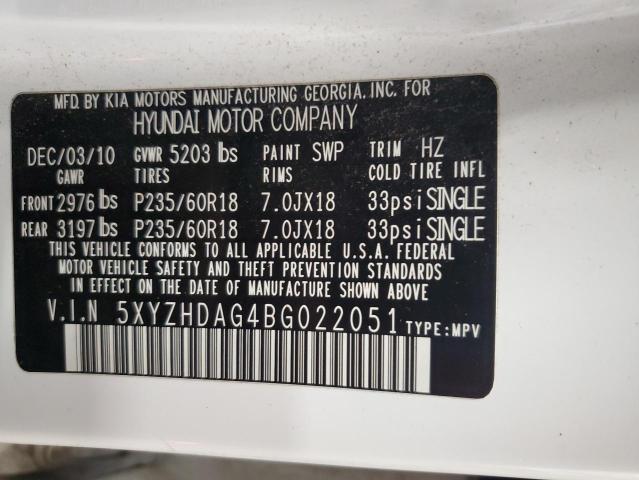 MFD. BY KIA MOTORS MANUFACTURING GEORGIA, INC. FOR
HYUNDAI MOTOR COMPANY
DEC/03/10 GVWR 5203 lbs PAINT SWP TRIM HZ
GAWR TIRES RIMS COLD TIRE INFL
FRONT 2976 lbs P235/60R18 7.0JX18 33psi SINGLE
REAR 3197 lbs P235/60R18 7.0JX18 33psi SINGLE
THIS VEHICLE CONFORMS TO ALL APPLICABLE U.S.A. FEDERAL
MOTOR VEHICLE SAFETY AND THEFT PREVENTION STANDARDS
IN EFFECT ON THE DATE OF MANUFACTURE SHOWN ABOVE.
V.I.N 5XYZHDAG4BG022051 TYPE:MPV